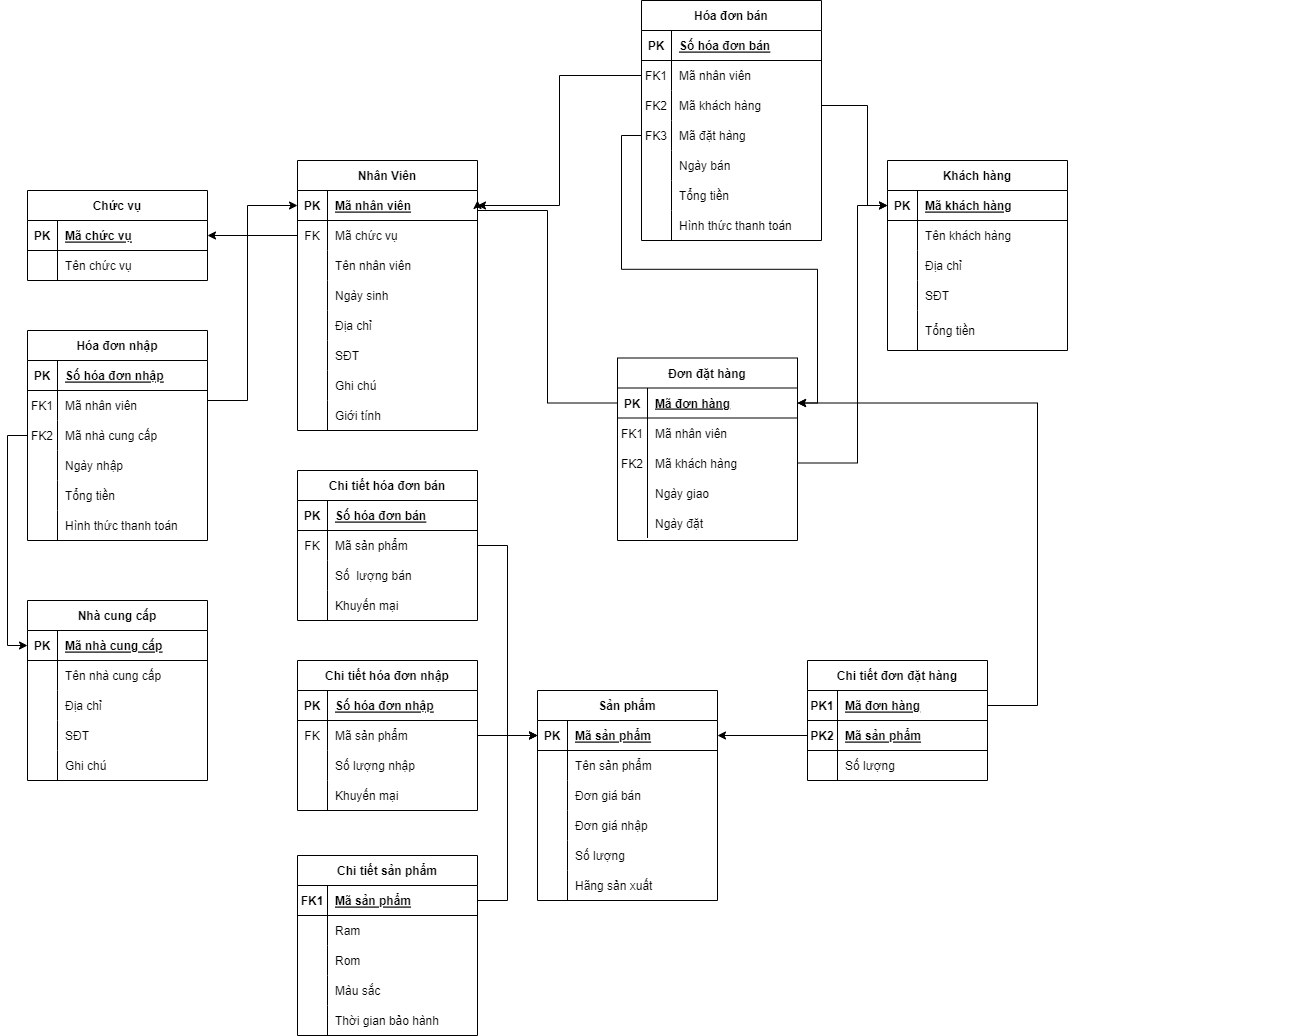 Hóa đơn bán
PK Số hóa đơn bán
FK1 Mã nhân viên
FK2 Mã khách hàng
FK3 Mã đặt hàng
Ngày bán
Tổng tiền
Hình thức thanh toán
Nhân Viên
PK Mã nhân viên
FK Mã chức vụ
Tên nhân viên
Ngày sinh
Địa chỉ
SĐT
Ghi chú
Giới tính
Khách hàng
PK Mã khách hàng
Tên khách hàng
Địa chỉ
SĐT
Tổng tiền
Chức vụ
PK Mã chức vụ
Tên chức vụ
Hóa đơn nhập
PK Số hóa đơn nhập
FK1 Mã nhân viên
FK2 Mã nhà cung cấp
Ngày nhập
Tổng tiền
Hình thức thanh toán
Đơn đặt hàng
PK Mã đơn hàng
FK1 Mã nhân viên
FK2 Mã khách hàng
Ngày giao
Ngày đặt
Chi tiết hóa đơn bán
PK Số hóa đơn bán
FK Mã sản phẩm
Số lượng bán
Khuyến mại
Nhà cung cấp
PK Mã nhà cung cấp
Tên nhà cung cấp
Địa chỉ
SĐT
Ghi chú
Chi tiết hóa đơn nhập
PK Số hóa đơn nhập
FK Mã sản phẩm
Số lượng nhập
Khuyến mại
Sản phẩm
PK Mã sản phẩm
Tên sản phẩm
Đơn giá bán
Đơn giá nhập
Số lượng
Hãng sản xuất
Chi tiết đơn đặt hàng
PK1 Mã đơn hàng
PK2 Mã sản phẩm
Số lượng
Chi tiết sản phẩm
FK1 Mã sản phẩm
Ram
Rom
Màu sắc
Thời gian bảo hành